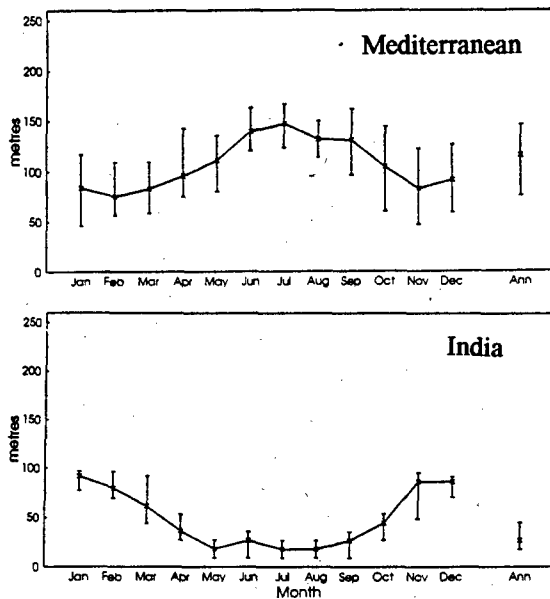 Mediterranean
250
200
150
100
50
0
metres
Jan Feb Mar Apr May Jun Jul Aug Sep Oct Nov Dec Ann
India
250
200
150
100
50
0
metres
Jan Feb Mar Apr May Jun Jul Aug Sep Oct Nov Dec Ann
Month